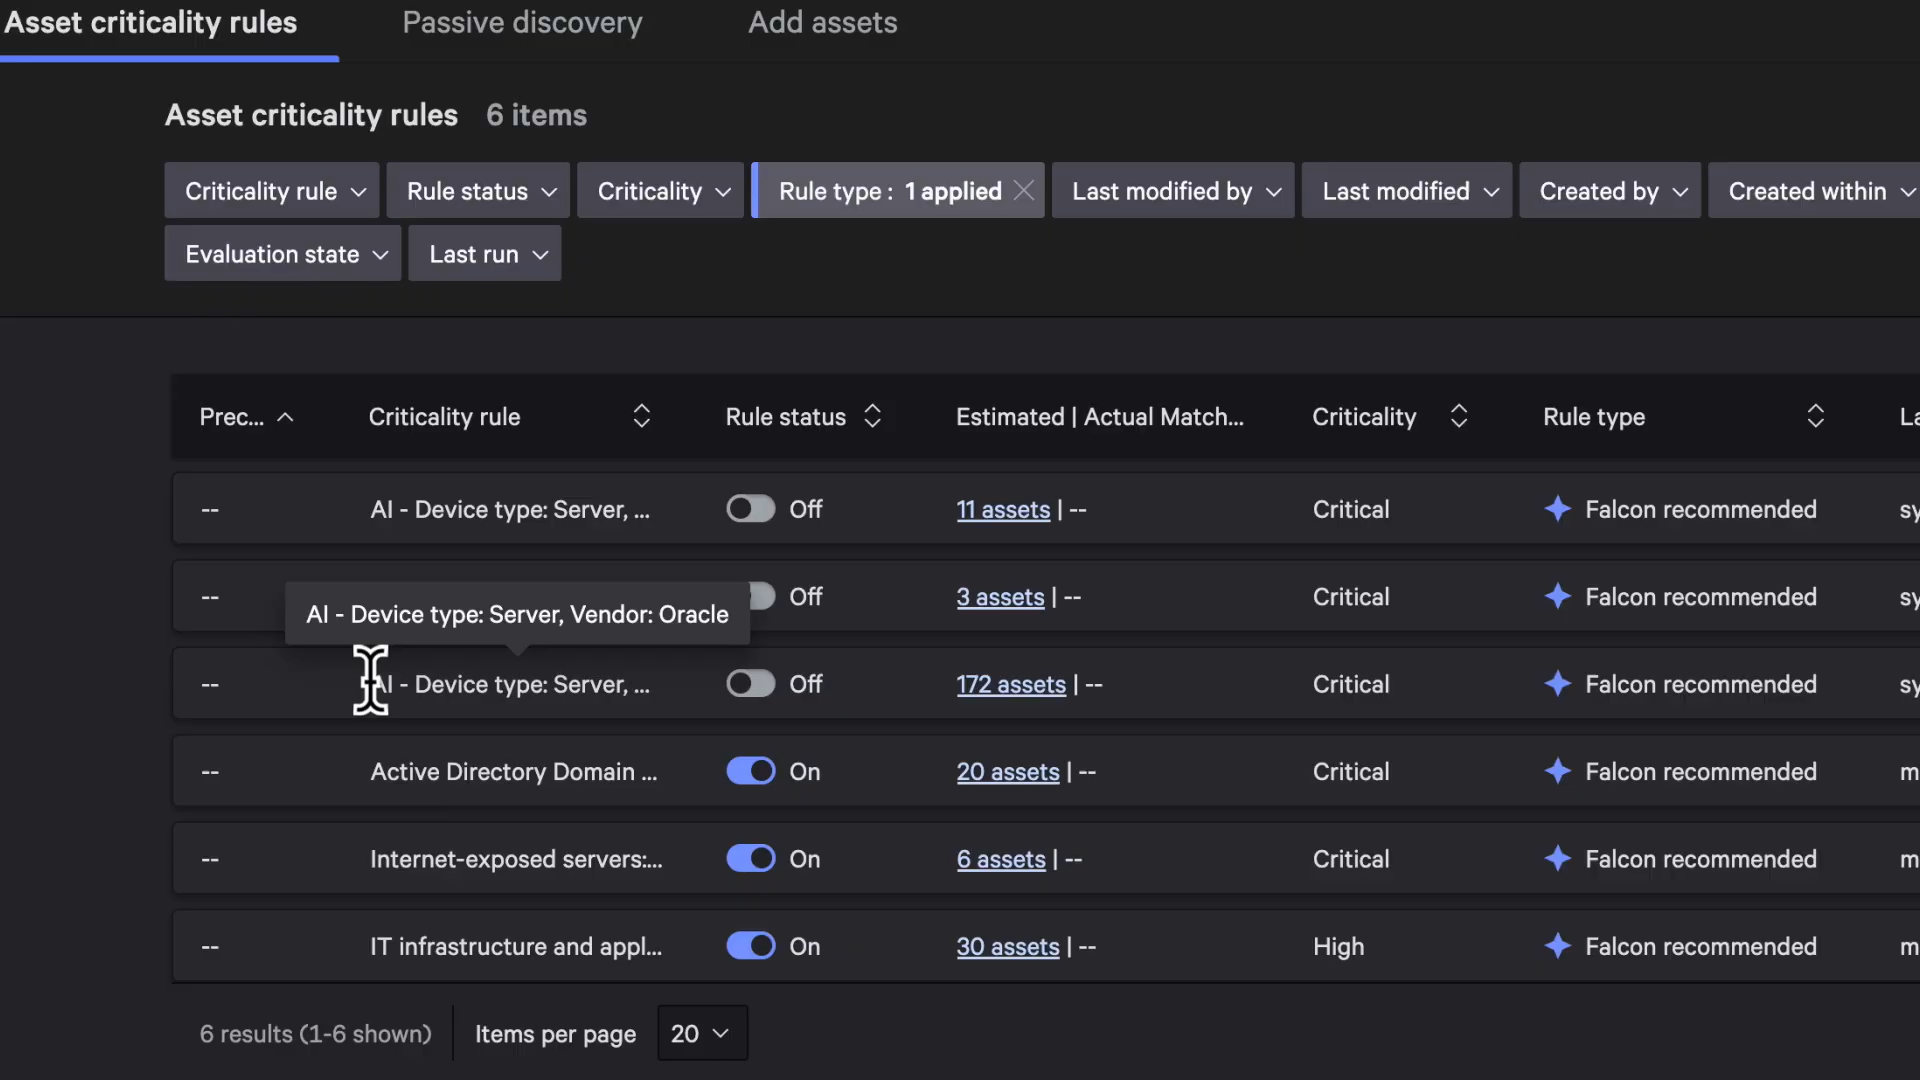 Asset criticality rules Passive discovery Add assets
Asset criticality rules 6 items
Criticality rule Rule status Criticality Rule type : 1 applied Last modified by Last modified Created by Created within
Evaluation state Last run
Prec... Criticality rule Rule status Estimated | Actual Match... Criticality Rule type La
-- AI - Device type: Server, ... Off 11 assets | -- Critical Falcon recommended sy
-- Off 3 assets | -- Critical Falcon recommended sy
AI - Device type: Server, Vendor: Oracle
-- AI - Device type: Server, ... Off 172 assets | -- Critical Falcon recommended sy
-- Active Directory Domain ... On 20 assets | -- Critical Falcon recommended m
-- Internet-exposed servers:... On 6 assets | -- Critical Falcon recommended m
-- IT infrastructure and appl... On 30 assets | -- High Falcon recommended m
6 results (1-6 shown) Items per page 20